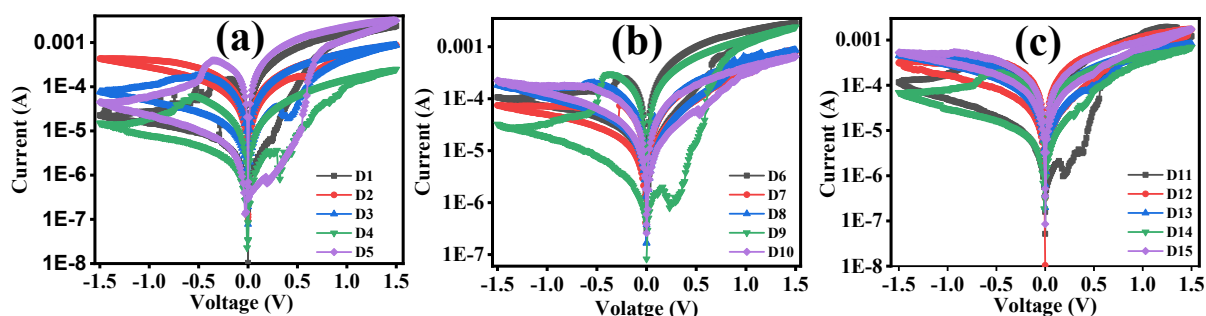 (a)
Current (A)
0.001
1E-4
1E-5
1E-6
1E-7
1E-8
D1
D2
D3
D4
D5
-1.5 -1.0 -0.5 0.0 0.5 1.0 1.5
Voltage (V)
(b)
Current (A)
0.001
1E-4
1E-5
1E-6
1E-7
D6
D7
D8
D9
D10
-1.5 -1.0 -0.5 0.0 0.5 1.0 1.5
Volatge (V)
(c)
Current (A)
0.001
1E-4
1E-5
1E-6
1E-7
1E-8
D11
D12
D13
D14
D15
-1.5 -1.0 -0.5 0.0 0.5 1.0 1.5
Voltage (V)